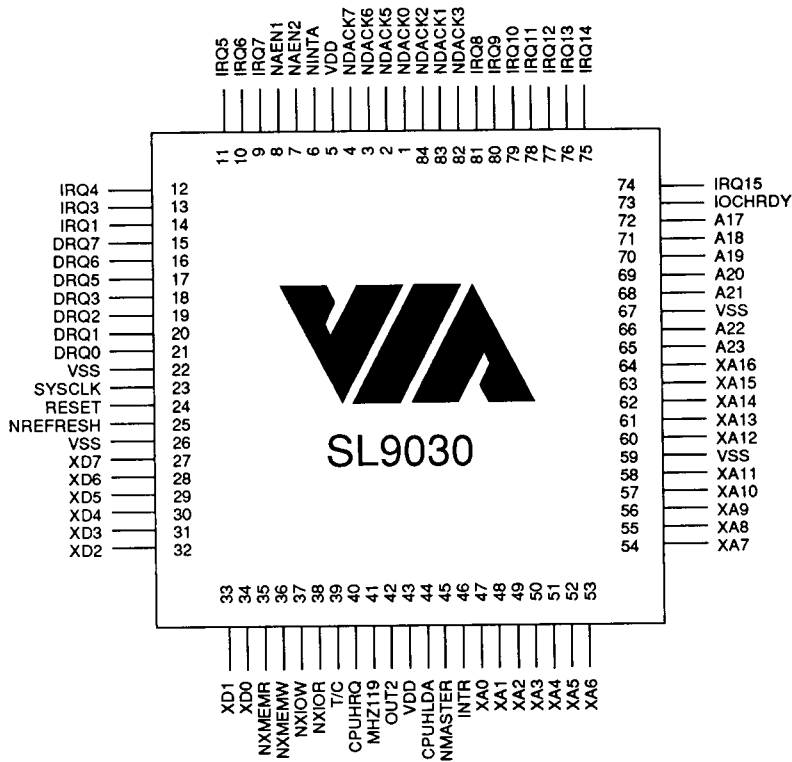 IRQ5 IRQ6 IRQ7 NAEN1 NAEN2 NINTA VDD NDACK7 NDACK6 NDACK5 NDACK0 NDACK2 NDACK1 NDACK3 IRQ8 IRQ9 IRQ10 IRQ11 IRQ12 IRQ13 IRQ14
11 10 9 8 7 6 5 4 3 2 1 84 83 82 81 80 79 78 77 76 75
IRQ4 12
IRQ3 13
IRQ1 14
DRQ7 15
DRQ6 16
DRQ5 17
DRQ3 18
DRQ2 19
DRQ1 20
DRQ0 21
VSS 22
SYSCLK 23
RESET 24
NREFRESH 25
VSS 26
XD7 27
XD6 28
XD5 29
XD4 30
XD3 31
XD2 32
VIA
SL9030
74 IRQ15
73 IOCHRDY
72 A17
71 A18
70 A19
69 A20
68 A21
67 VSS
66 A22
65 A23
64 XA16
63 XA15
62 XA14
61 XA13
60 XA12
59 VSS
58 XA11
57 XA10
56 XA9
55 XA8
54 XA7
33 34 35 36 37 38 39 40 41 42 43 44 45 46 47 48 49 50 51 52 53
XD1 XD0 NXMEMR NXMEMW NXIOW NXIOR T/C CPUHRQ MHZ119 OUT2 VDD CPUHLDA NMASTER INTR XA0 XA1 XA2 XA3 XA4 XA5 XA6